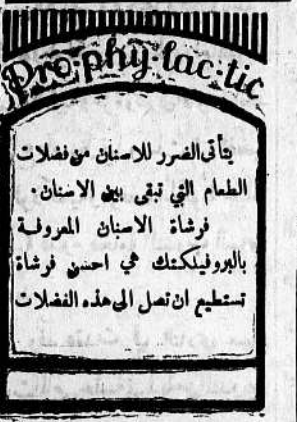 Pro·phy·lac·tic
يتأتى الضرر للاسنان من فضلات
الطعام التي تبقى بين الاسنان.
فرشاة الاسنان المعروفة
بالبروفيلكتك هي احسن فرشاة
تستطيع ان تصل الى هذه الفضلات